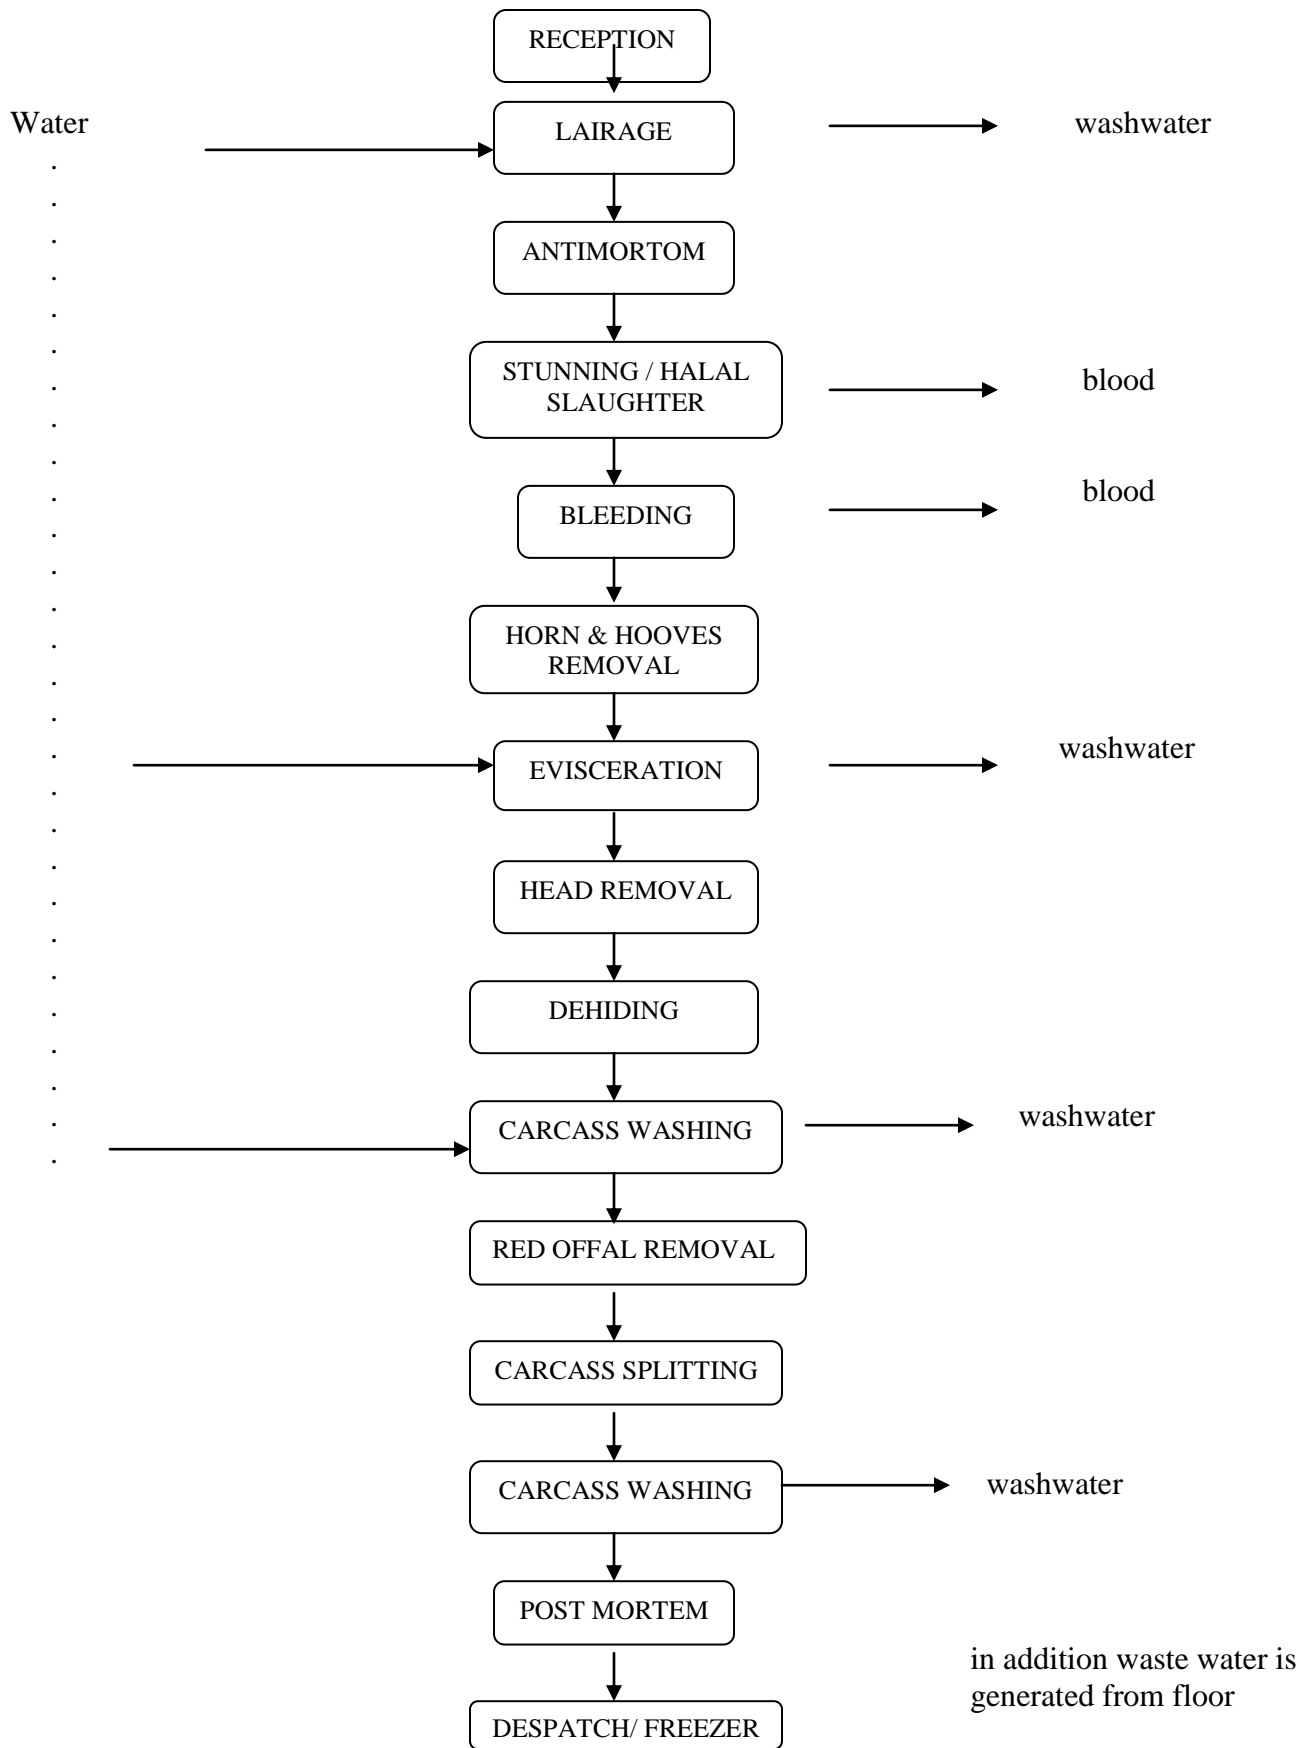 RECEPTION
Water
LAIRAGE
washwater
ANTIMORTOM
STUNNING / HALAL
SLAUGHTER
blood
BLEEDING
blood
HORN & HOOVES
REMOVAL
EVISCERATION
washwater
HEAD REMOVAL
DEHIDING
CARCASS WASHING
washwater
RED OFFAL REMOVAL
CARCASS SPLITTING
CARCASS WASHING
washwater
POST MORTEM
in addition waste water is
generated from floor
DESPATCH/ FREEZER